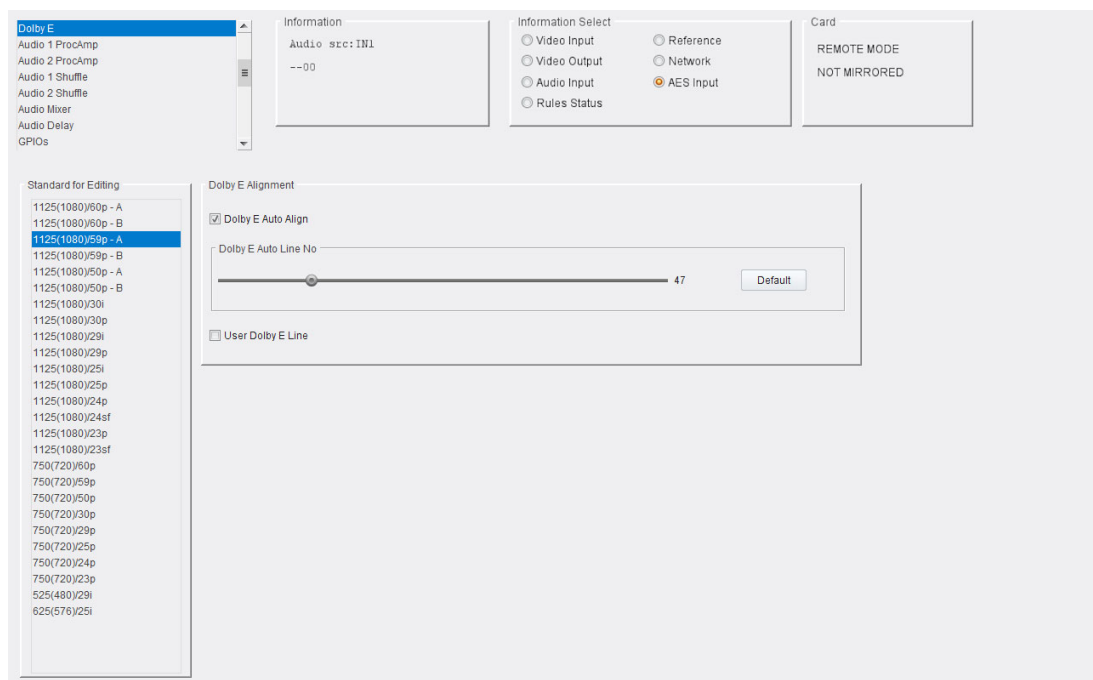 Dolby E
Audio 1 ProcAmp
Audio 2 ProcAmp
Audio 1 Shuffle
Audio 2 Shuffle
Audio Mixer
Audio Delay
GPIOs
Information
Audio src:IN1
--00
Information Select
Video Input
Reference
Video Output
Network
Audio Input
AES Input
Rules Status
Card
REMOTE MODE
NOT MIRRORED
Standard for Editing
1125(1080)/60p - A
1125(1080)/60p - B
1125(1080)/59p - A
1125(1080)/59p - B
1125(1080)/50p - A
1125(1080)/50p - B
1125(1080)/30i
1125(1080)/30p
1125(1080)/29i
1125(1080)/29p
1125(1080)/25i
1125(1080)/25p
1125(1080)/24p
1125(1080)/24sf
1125(1080)/23p
1125(1080)/23sf
750(720)/60p
750(720)/59p
750(720)/50p
750(720)/30p
750(720)/29p
750(720)/25p
750(720)/24p
750(720)/23p
525(480)/29i
625(576)/25i
Dolby E Alignment
Dolby E Auto Align
Dolby E Auto Line No
47
Default
User Dolby E Line